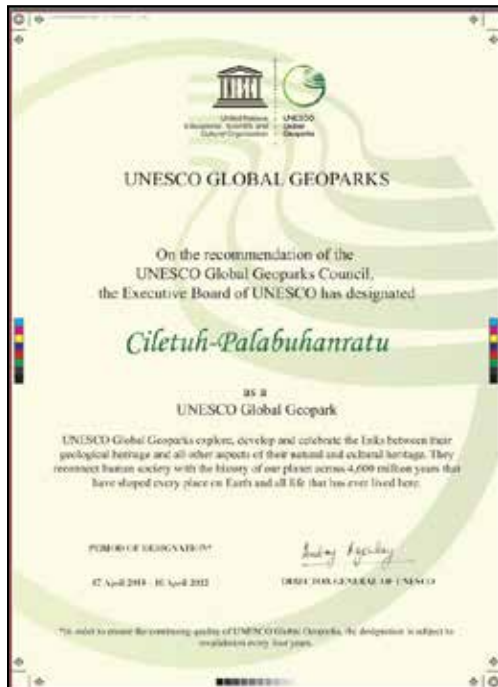 United Nations
Educational, Scientific and
Cultural Organization
UNESCO
Global
Geoparks
UNESCO GLOBAL GEOPARKS
On the recommendation of the
UNESCO Global Geoparks Council,
the Executive Board of UNESCO has designated
Ciletuh-Palabuhanratu
as a
UNESCO Global Geopark
UNESCO Global Geoparks explore, develop and celebrate the links between their
geological heritage and all other aspects of their natural and cultural heritage. They
reconnect human society with the history of our planet across 4,600 million years that
have shaped every place on Earth and all life that has ever lived here.
PERIOD OF DESIGNATION*
17 April 2018 - 16 April 2022
DIRECTOR GENERAL OF UNESCO
*In order to ensure the continuing quality of UNESCO Global Geoparks, the designation is subject to
revalidation every four years.